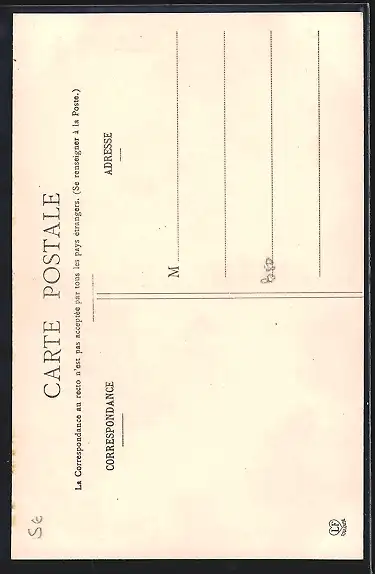 CARTE POSTALE
La Correspondance au recto n'est pas acceptée par tous les pays étrangers. (Se renseigner à la Poste.)
CORRESPONDANCE
ADRESSE
M
5€